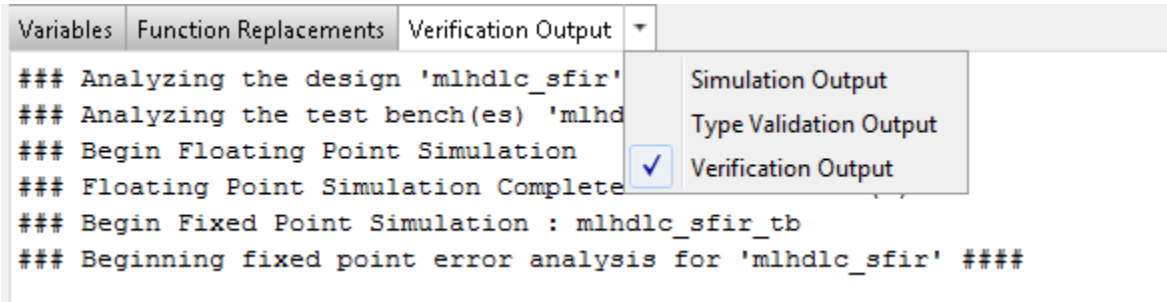 Variables Function Replacements Verification Output
### Analyzing the design 'mlhdlc_sfir'
Simulation Output
### Analyzing the test bench(es)
Type Validation Output
### Begin Floating Point Simulation
Verification Output
### Floating Point Simulation Complete
### Begin Fixed Point Simulation : mlhdlc_sfir_tb
### Beginning fixed point error analysis for 'mlhdlc_sfir' ####